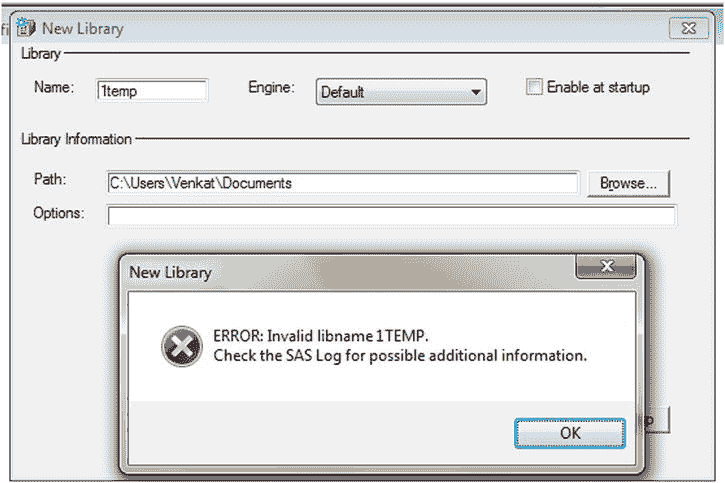 fi
New Library
Library
Name: 1temp Engine: Default Enable at startup
Library Information
Path: C:\Users\Venkat\Documents Browse...
Options:
New Library
ERROR: Invalid libname 1TEMP.
Check the SAS Log for possible additional information.
p
OK